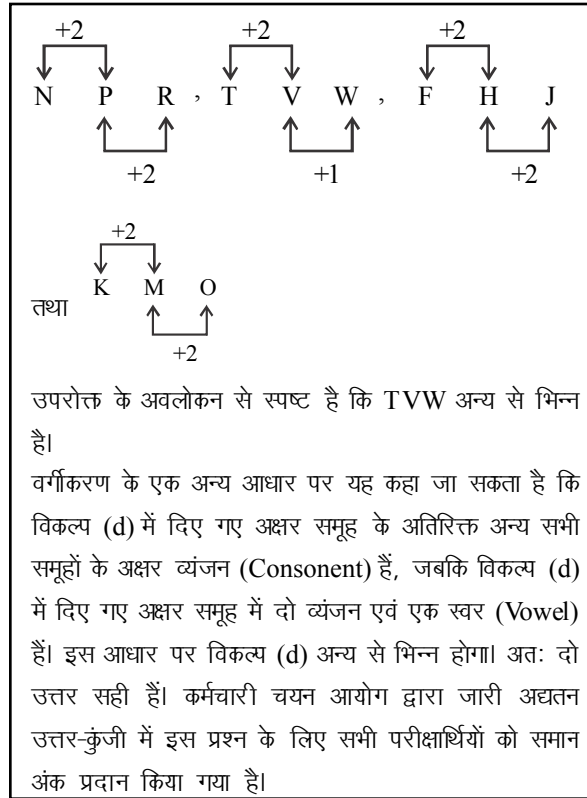 +2 +2 +2
N P R , T V W , F H J
+2 +1 +2
+2
K M O
तथा
+2
उपरोक्त के अवलोकन से स्पष्ट है कि TVW अन्य से भिन्न
है।
वर्गीकरण के एक अन्य आधार पर यह कहा जा सकता है कि
विकल्प (d) में दिए गए अक्षर समूह के अतिरिक्त अन्य सभी
समूहों के अक्षर व्यंजन (Consonent) हैं, जबकि विकल्प (d)
में दिए गए अक्षर समूह में दो व्यंजन एवं एक स्वर (Vowel)
हैं। इस आधार पर विकल्प (d) अन्य से भिन्न होगा। अतः दो
उत्तर सही हैं। कर्मचारी चयन आयोग द्वारा जारी अद्यतन
उत्तर-कुंजी में इस प्रश्न के लिए सभी परीक्षार्थियों को समान
अंक प्रदान किया गया है।